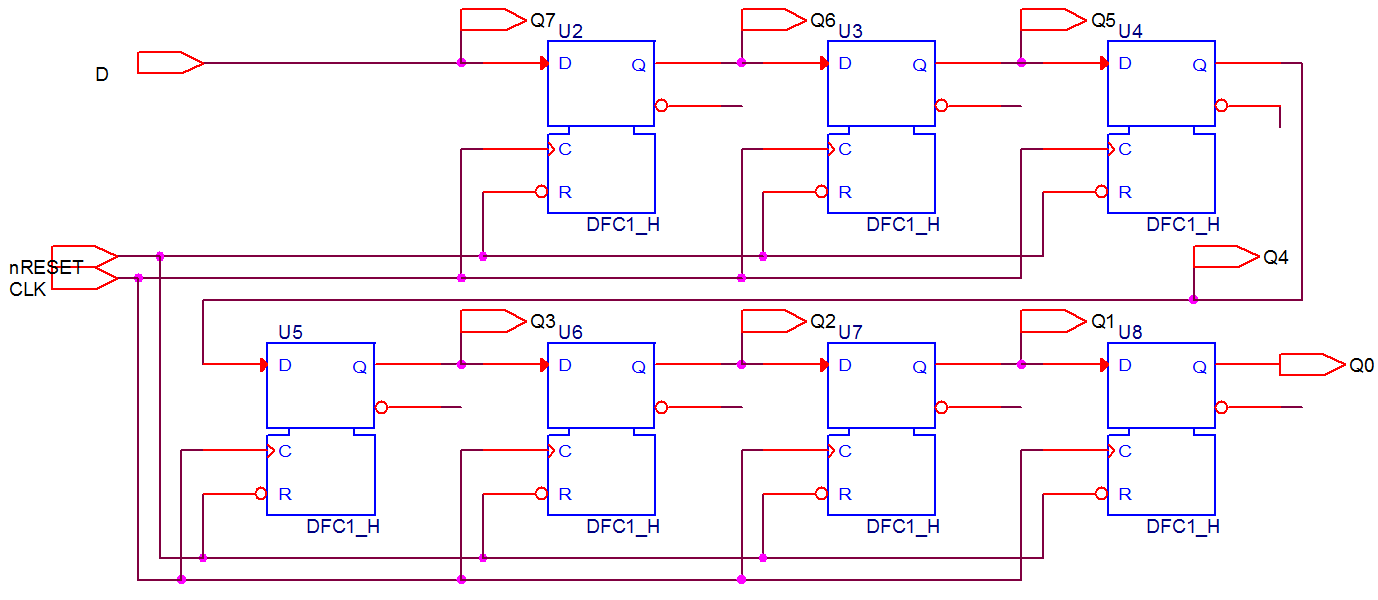 Q7 Q6 Q5
U2 U3 U4
D
D Q D Q D Q
C C C
R R R
DFC1_H DFC1_H DFC1_H
nRESET
CLK
Q4
Q3 Q2 Q1
U5 U6 U7 U8
D Q D Q D Q D Q Q0
C C C C
R R R R
DFC1_H DFC1_H DFC1_H DFC1_H